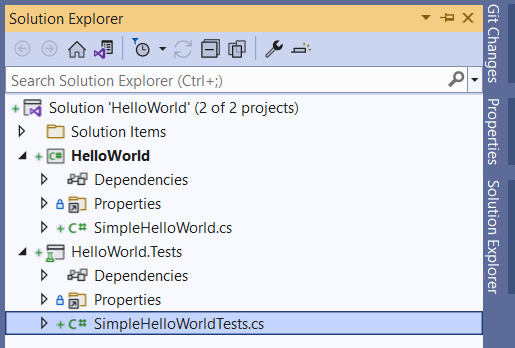 Solution Explorer
Search Solution Explorer (Ctrl+;)
Solution 'HelloWorld' (2 of 2 projects)
Solution Items
C# HelloWorld
Dependencies
Properties
C# SimpleHelloWorld.cs
HelloWorld.Tests
Dependencies
Properties
C# SimpleHelloWorldTests.cs
Git Changes
Properties
Solution Explorer